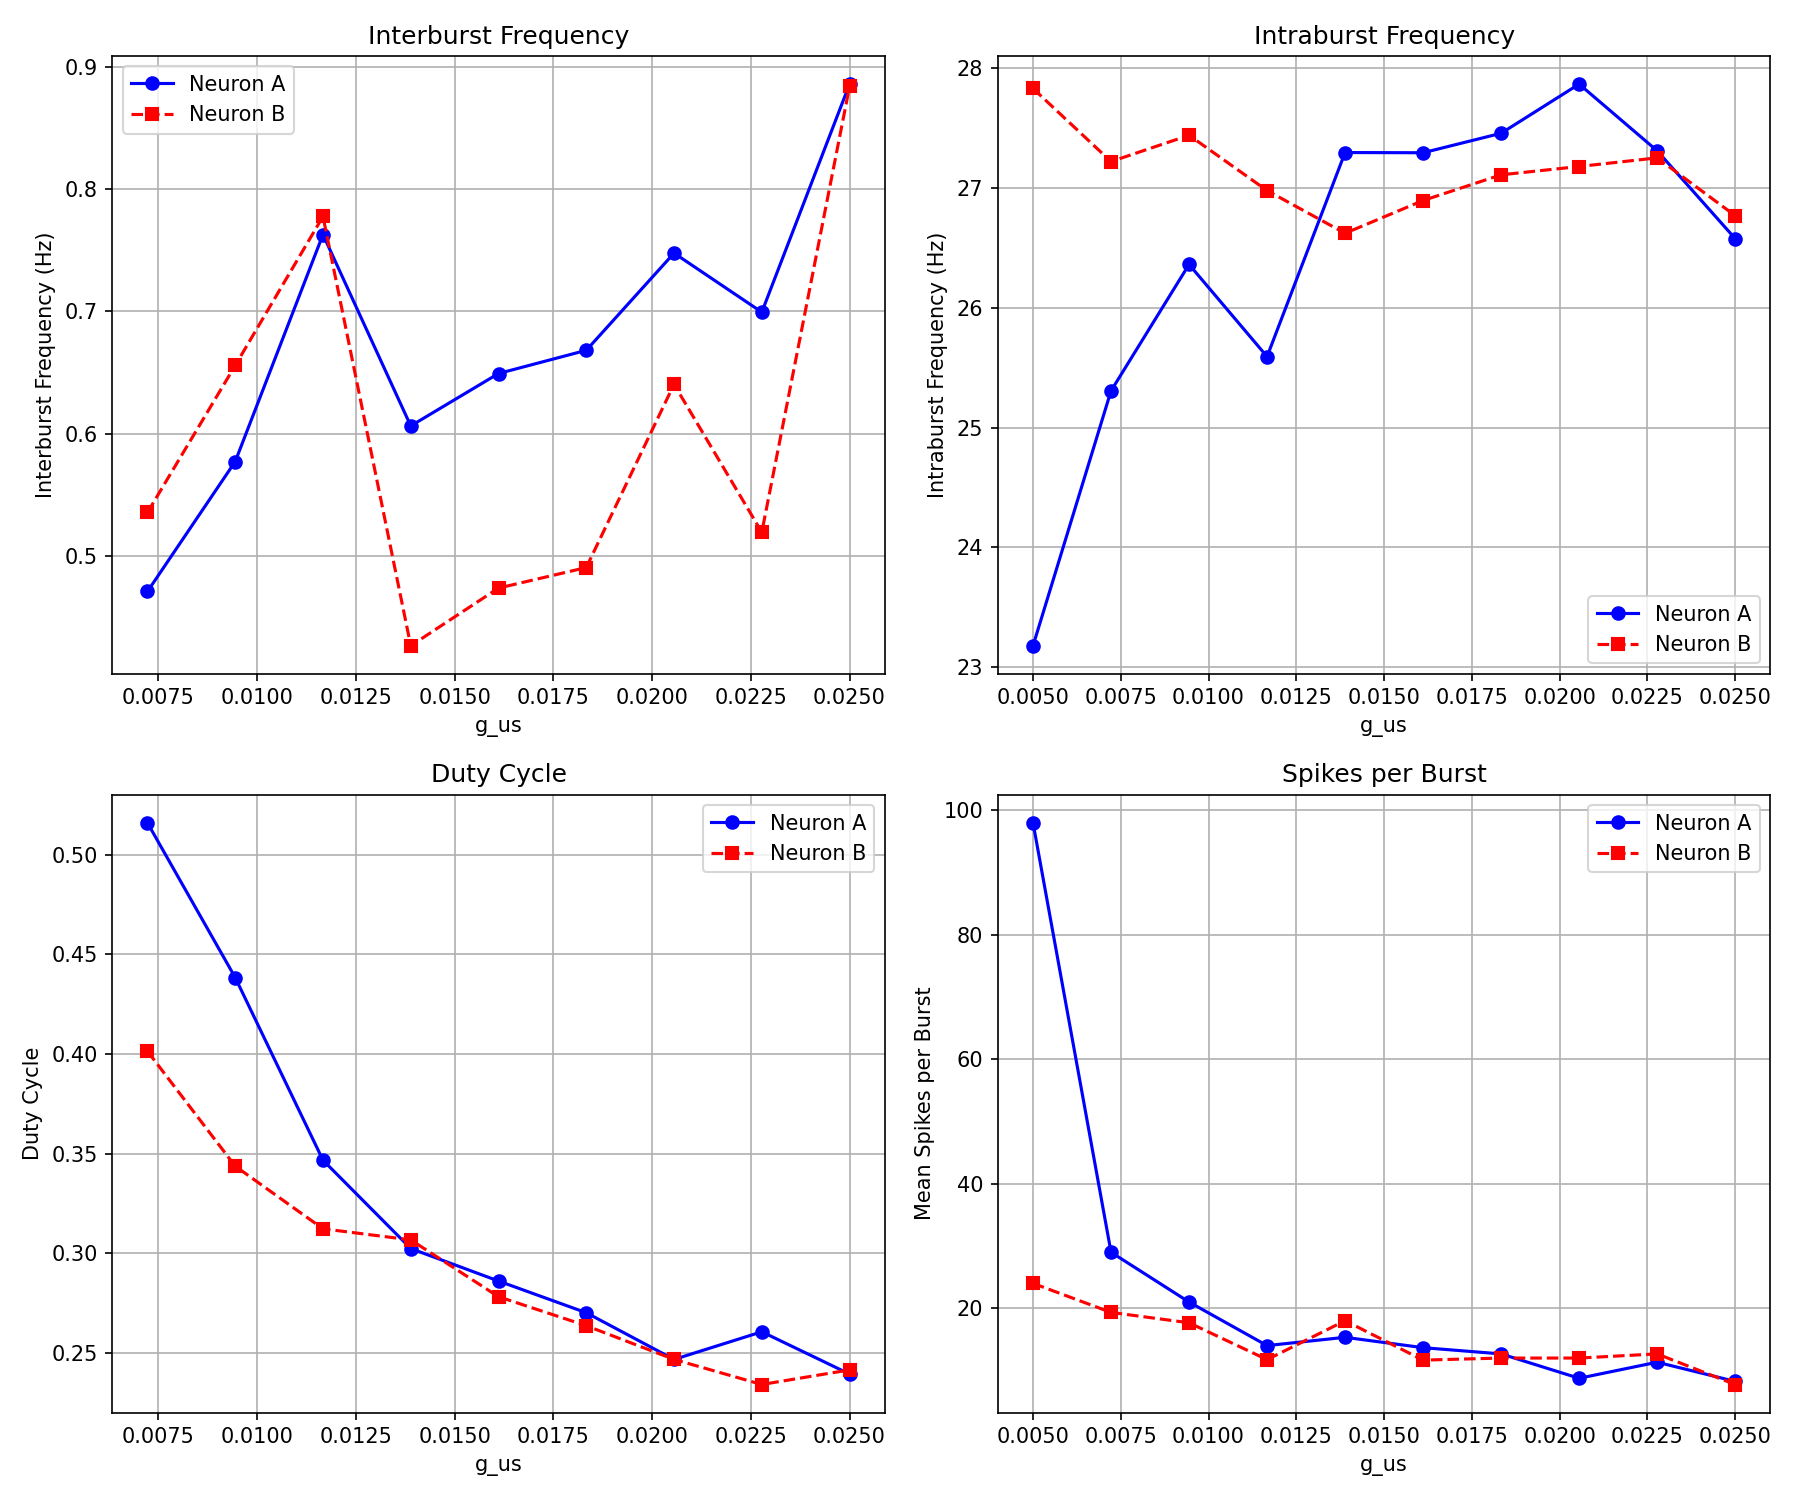 Interburst Frequency
Interburst Frequency (Hz)
0.9
0.8
0.7
0.6
0.5
Neuron A
Neuron B
0.0075 0.0100 0.0125 0.0150 0.0175 0.0200 0.0225 0.0250
g_us
Intraburst Frequency
Intraburst Frequency (Hz)
28
27
26
25
24
23
Neuron A
Neuron B
0.0050 0.0075 0.0100 0.0125 0.0150 0.0175 0.0200 0.0225 0.0250
g_us
Duty Cycle
Duty Cycle
0.50
0.45
0.40
0.35
0.30
0.25
Neuron A
Neuron B
0.0075 0.0100 0.0125 0.0150 0.0175 0.0200 0.0225 0.0250
g_us
Spikes per Burst
Mean Spikes per Burst
100
80
60
40
20
Neuron A
Neuron B
0.0050 0.0075 0.0100 0.0125 0.0150 0.0175 0.0200 0.0225 0.0250
g_us